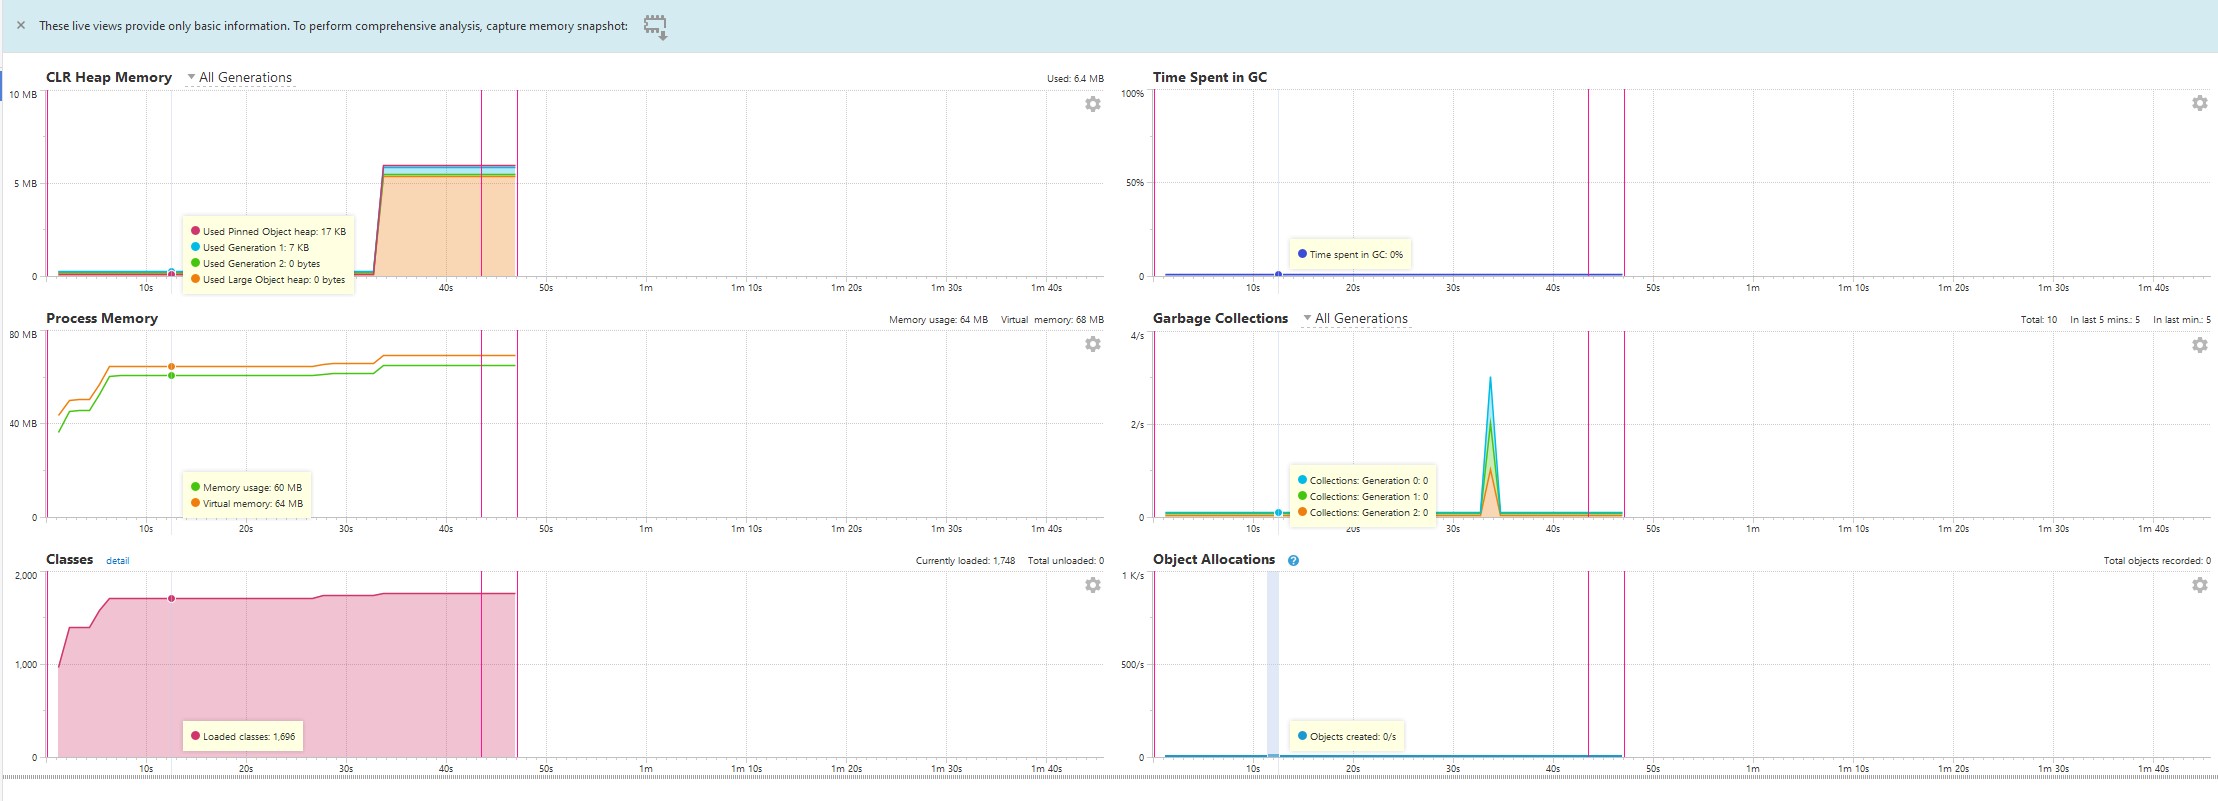 These live views provide only basic information. To perform comprehensive analysis, capture memory snapshot:
CLR Heap Memory All Generations Used: 6.4 MB
10 MB
5 MB
0
Used Pinned Object heap: 17 KB
Used Generation 1: 7 KB
Used Generation 2: 0 bytes
Used Large Object heap: 0 bytes
10s 40s 50s 1m 1m 10s 1m 20s 1m 30s 1m 40s
Time Spent in GC
100%
50%
0
Time spent in GC: 0%
10s 20s 30s 40s 50s 1m 1m 10s 1m 20s 1m 30s 1m 40s
Process Memory Memory usage: 64 MB Virtual memory: 68 MB
80 MB
40 MB
0
Memory usage: 60 MB
Virtual memory: 64 MB
10s 20s 30s 40s 50s 1m 1m 10s 1m 20s 1m 30s 1m 40s
Garbage Collections All Generations Total: 10 In last 5 mins.: 5 In last min.: 5
4/s
2/s
0
Collections: Generation 0: 0
Collections: Generation 1: 0
Collections: Generation 2: 0
10s 20s 30s 40s 50s 1m 1m 10s 1m 20s 1m 30s 1m 40s
Classes detail Currently loaded: 1,748 Total unloaded: 0
2,000
1,000
0
Loaded classes: 1,696
10s 20s 30s 40s 50s 1m 1m 10s 1m 20s 1m 30s 1m 40s
Object Allocations ? Total objects recorded: 0
1 K/s
500/s
0
Objects created: 0/s
10s 20s 30s 40s 50s 1m 1m 10s 1m 20s 1m 30s 1m 40s